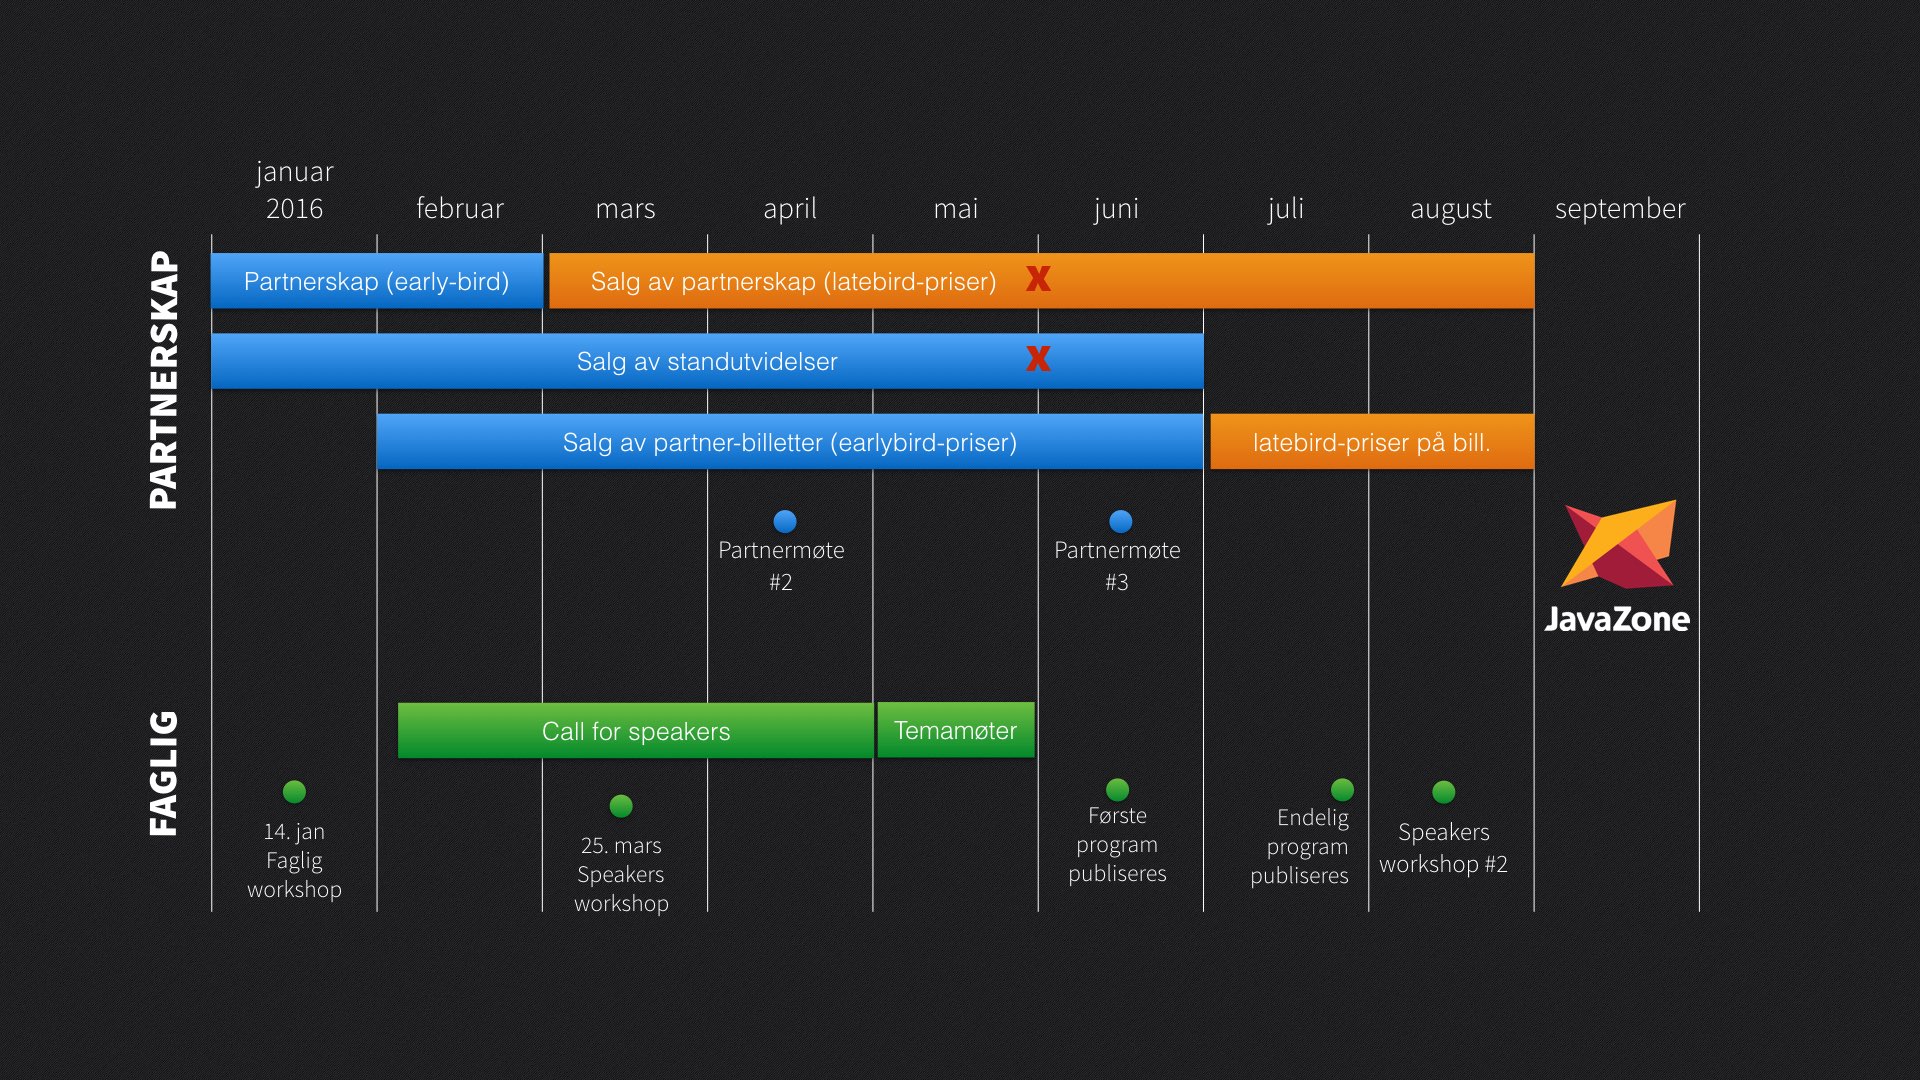 januar
2016
februar
mars
april
mai
juni
juli
august
september
PARTNERSKAP
Partnerskap (early-bird)
Salg av partnerskap (latebird-priser)
X
Salg av standutvidelser
X
Salg av partner-billetter (earlybird-priser)
latebird-priser på bill.
Partnermøte
#2
Partnermøte
#3
JavaZone
FAGLIG
Call for speakers
Temamøter
14. jan
Faglig
workshop
25. mars
Speakers
workshop
Første
program
publiseres
Endelig
program
publiseres
Speakers
workshop #2